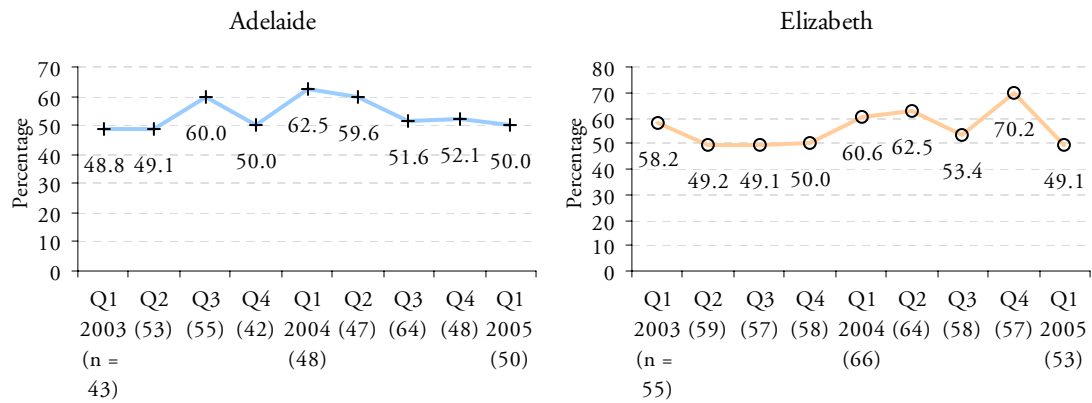 Adelaide
Percentage
70
60
50
40
30
20
10
0
48.8 49.1 60.0 50.0 62.5 59.6 51.6 52.1 50.0
Q1 Q2 Q3 Q4 Q1 Q2 Q3 Q4 Q1
2003 (53) (55) (42) 2004 (47) (64) (48) 2005
(n = (48) (50)
43)
Elizabeth
Percentage
80
70
60
50
40
30
20
10
0
58.2 49.2 49.1 50.0 60.6 62.5 53.4 70.2 49.1
Q1 Q2 Q3 Q4 Q1 Q2 Q3 Q4 Q1
2003 (59) (57) (58) 2004 (64) (58) (57) 2005
(n = (66) (53)
55)